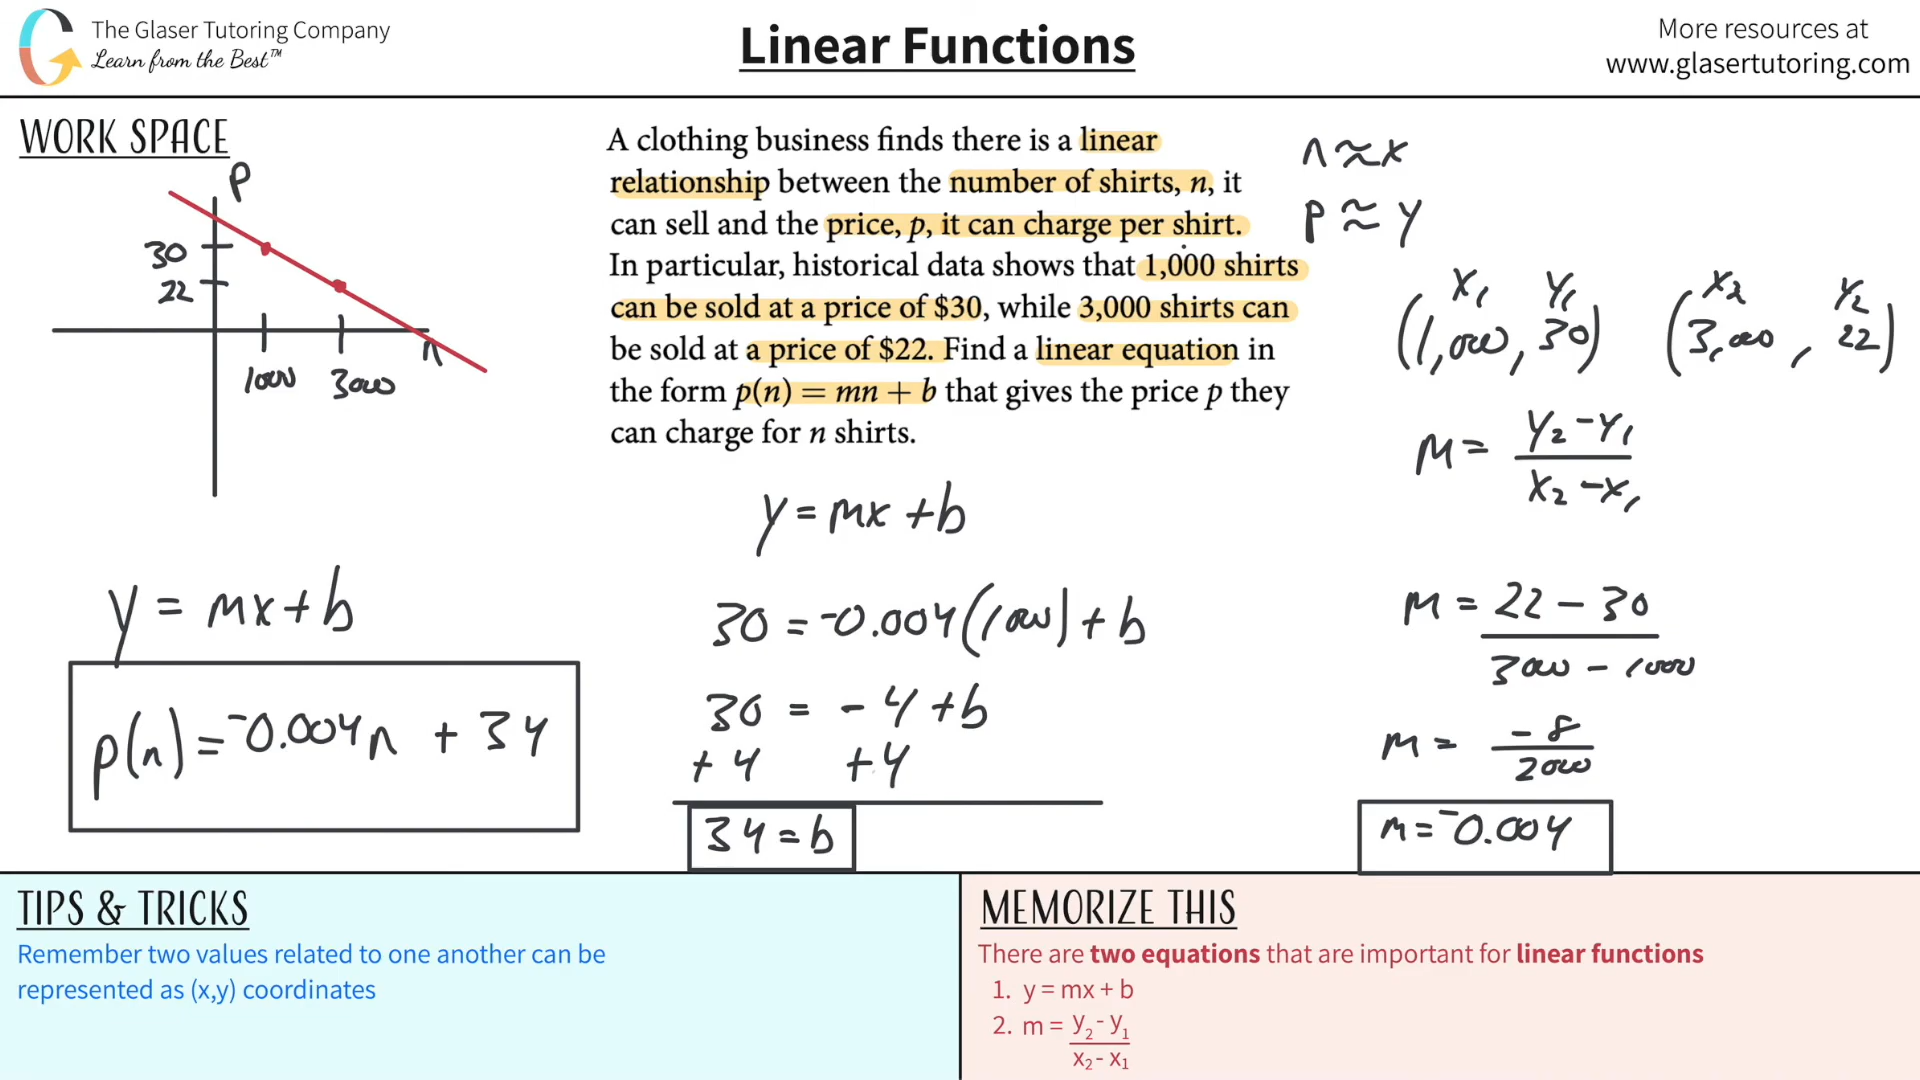 The Glaser Tutoring Company
Learn from the Best™
Linear Functions
More resources at
www.glasertutoring.com
WORK SPACE
P
30
22
1000
3000
n
A clothing business finds there is a linear
relationship between the number of shirts, n, it
can sell and the price, p, it can charge per shirt.
In particular, historical data shows that 1,000 shirts
can be sold at a price of $30, while 3,000 shirts can
be sold at a price of $22. Find a linear equation in
the form p(n) = mn + b that gives the price p they
can charge for n shirts.
n ≈ x
p ≈ y
x₁ y₁ x₂ y₂
(1,000, 30) (3,000, 22)
m = y₂ - y₁
x₂ - x₁
m = 22 - 30
3000 - 1000
m = -8
2000
m = -0.004
y = mx + b
30 = -0.004(1000) + b
30 = -4 + b
+4 +4
34 = b
y = mx + b
p(n) = -0.004n + 34
TIPS & TRICKS
Remember two values related to one another can be
represented as (x,y) coordinates
MEMORIZE THIS
There are two equations that are important for linear functions
1. y = mx + b
2. m = y₂ - y₁
x₂ - x₁